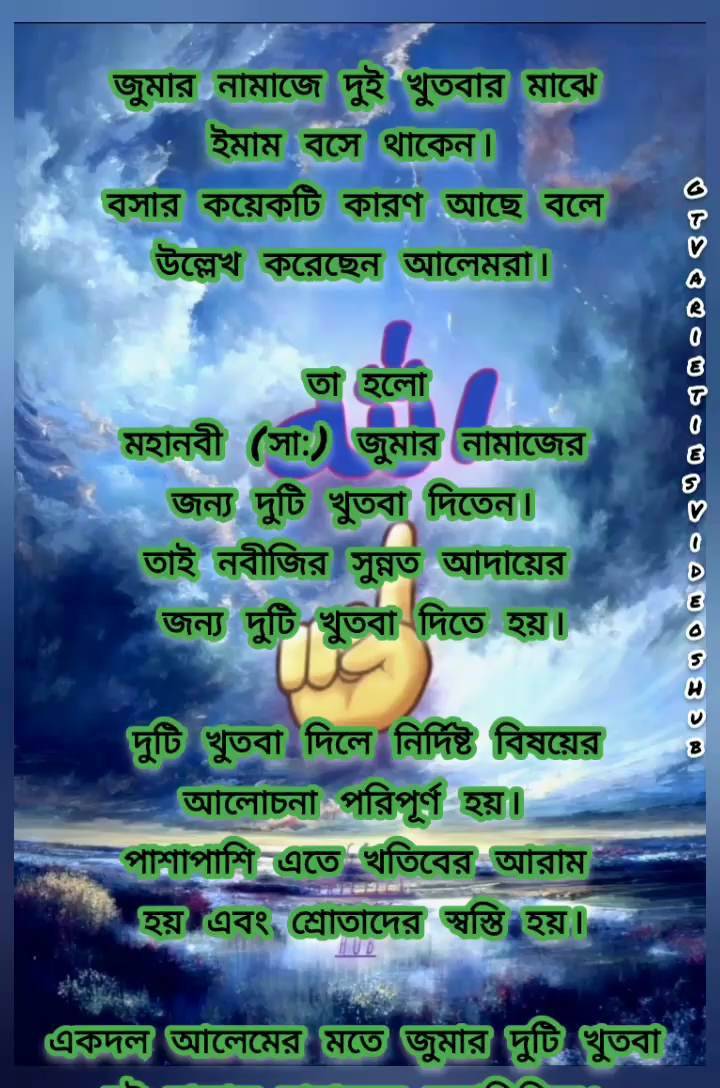 জুমার নামাজে দুই খুতবার মাঝে
ইমাম বসে থাকেন।
বসার কয়েকটি কারণ আছে বলে
উল্লেখ করেছেন আলেমরা।
তা হলো
মহানবী (সা:) জুমার নামাজের
জন্য দুটি খুতবা দিতেন।
তাই নবীজির সুন্নত আদায়ের
জন্য দুটি খুতবা দিতে হয়।
দুটি খুতবা দিলে নির্দিষ্ট বিষয়ের
আলোচনা পরিপূর্ণ হয়।
পাশাপাশি এতে খতিবের আরাম
হয় এবং শ্রোতাদের স্বস্তি হয়।
HUB
একদল আলেমের মতে জুমার দুটি খুতবা
GTVARIETIESVIDEOSHUB